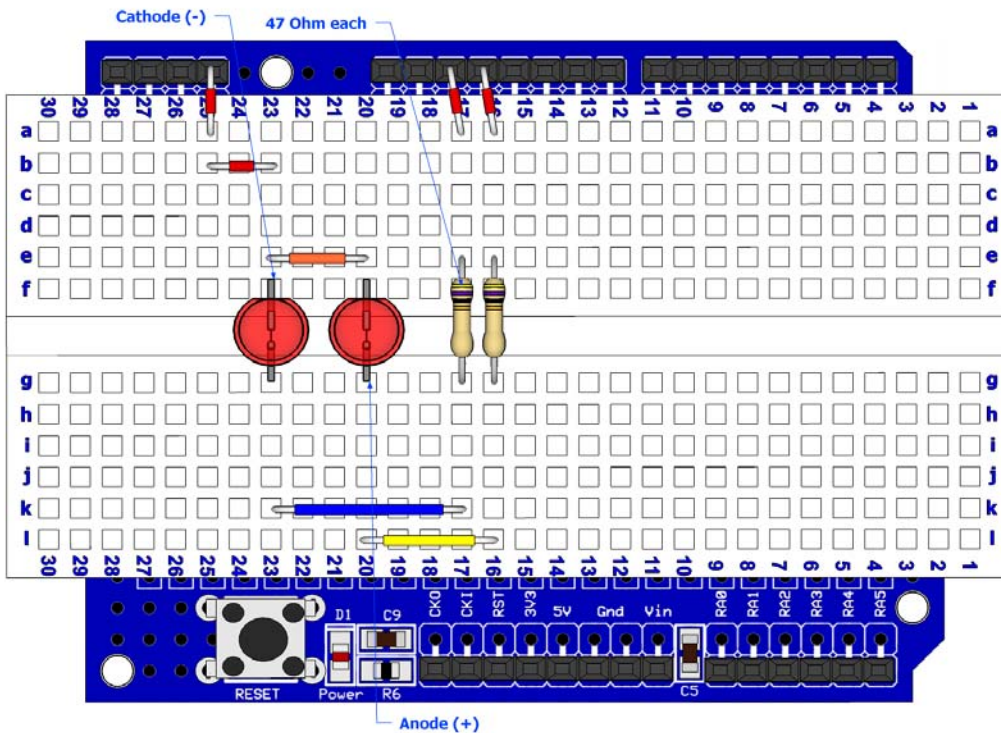 Cathode (-)
47 Ohm each
30 29 28 27 26 25 24 23 22 21 20 19 18 17 16 15 14 13 12 11 10 9 8 7 6 5 4 3 2 1
a a
b b
c c
d d
e e
f f
g g
h h
i i
j j
k k
l l
30 29 28 27 26 25 24 23 22 21 20 19 18 17 16 15 14 13 12 11 10 9 8 7 6 5 4 3 2 1
CKO CKI RST 3V3 5V Gnd Vin RA0 RA1 RA2 RA3 RA4 RA5
D1 C9
RESET Power R6 C5
Anode (+)